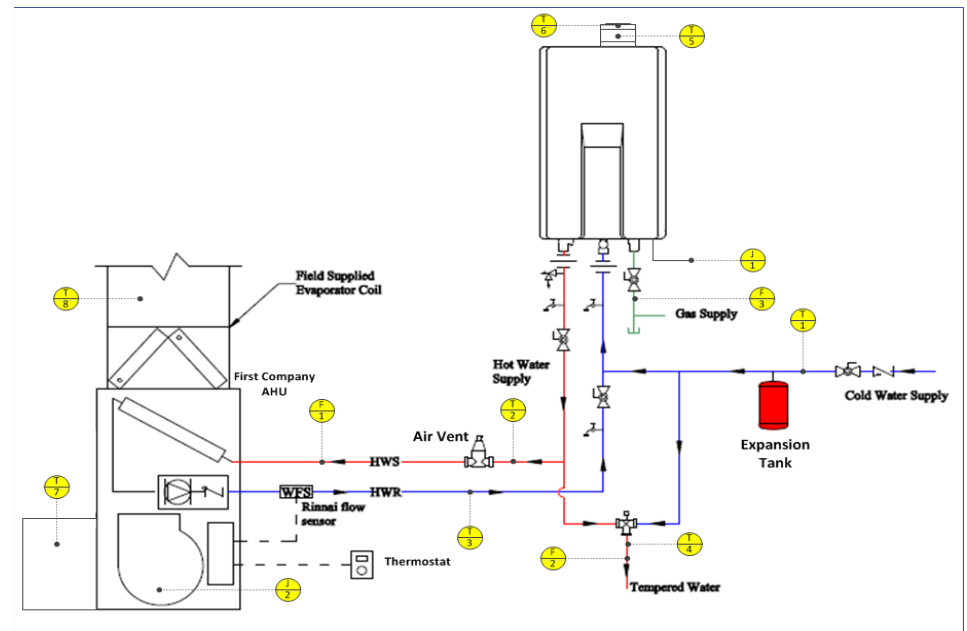 T
6
T
5
J
1
T
8
Field Supplied
Evaporator Coil
F
3
Gas Supply
T
1
Hot Water
Supply
First Company
AHU
Cold Water Supply
F
1
T
2
Air Vent
Expansion
Tank
HWS
T
7
WFS
HWR
Rinnai flow
sensor
T
3
T
4
F
2
Thermostat
J
2
Tempered Water